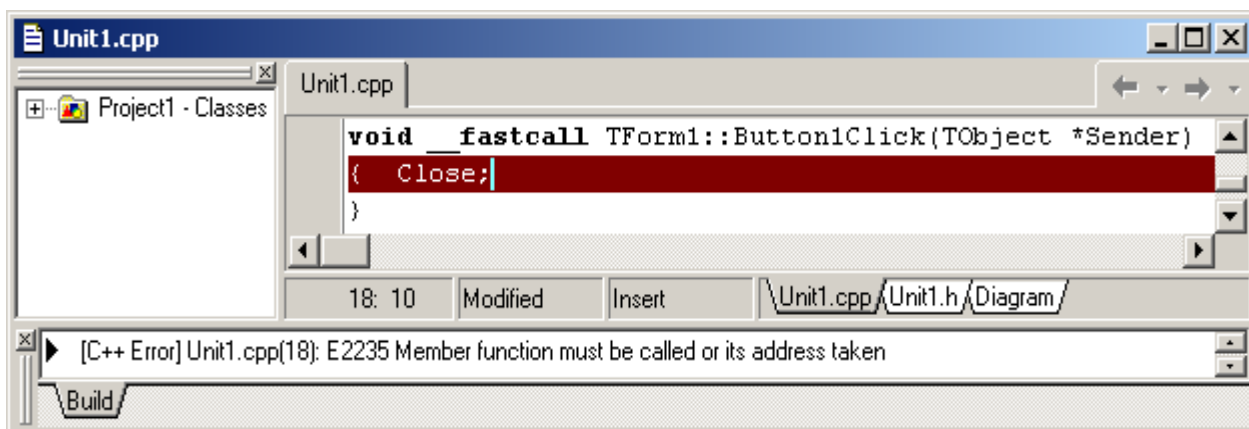 Unit1.cpp
Project1 - Classes
Unit1.cpp
void __fastcall TForm1::Button1Click(TObject *Sender)
{  Close;
}
18: 10 Modified Insert Unit1.cpp Unit1.h Diagram
[C++ Error] Unit1.cpp(18): E2235 Member function must be called or its address taken
Build